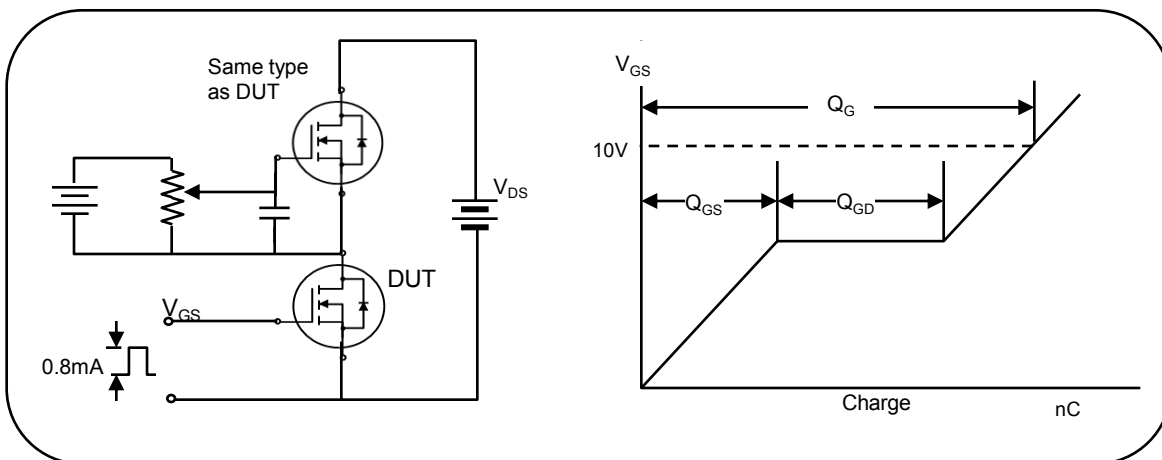 Same type
as DUT
V_DS
DUT
V_GS
0.8mA
V_GS
Q_G
10V
Q_GS
Q_GD
Charge
nC